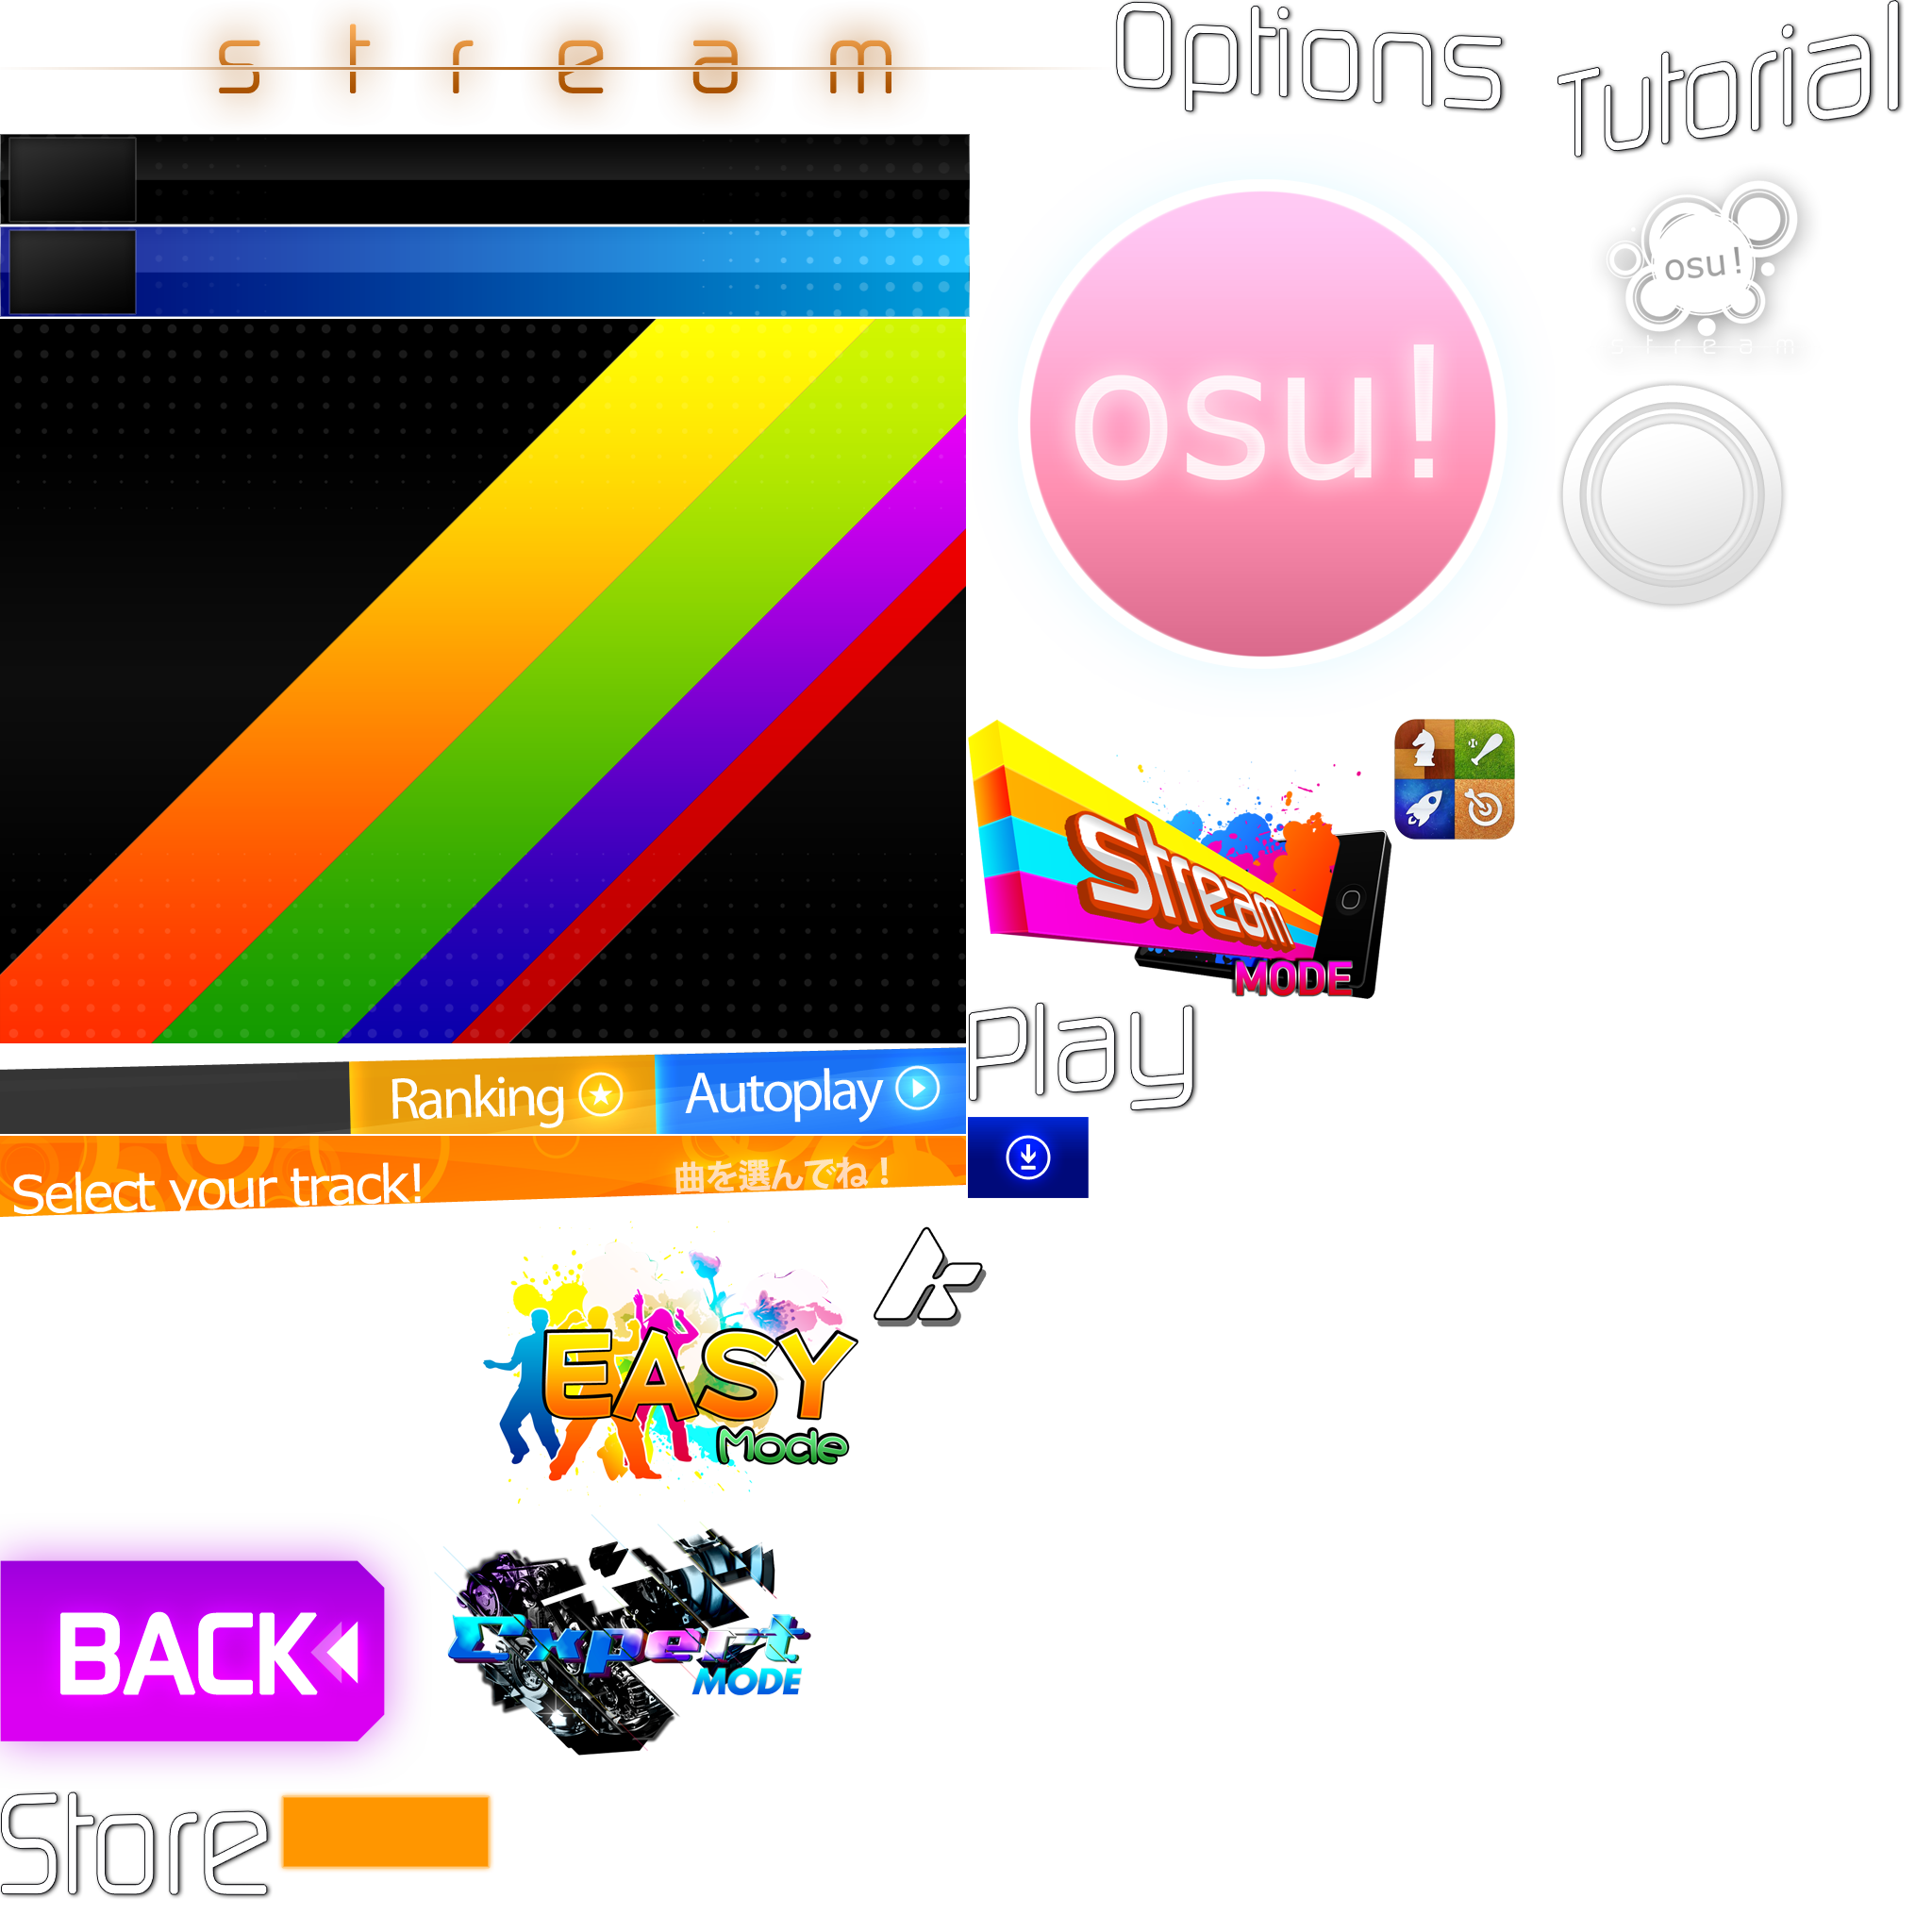 stream
Options
Tutorial
osu!
stream
osu!
Stream
MODE
Play
Ranking
Autoplay
Select your track!
曲を選んでね！
EASY
Mode
BACK
Expert
MODE
Store